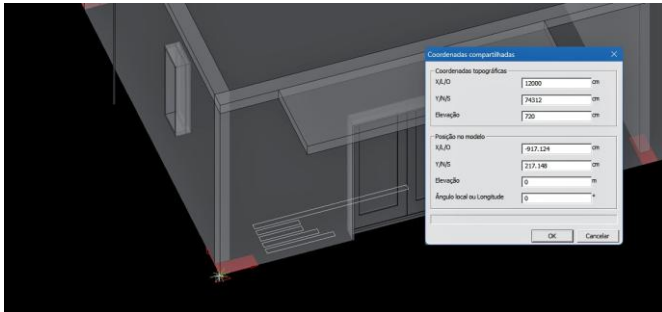 Coordenadas compartilhadas
Coordenadas topográficas
X/L/O 12000 cm
Y/N/S 74312 cm
Elevação 720 cm
Posição no modelo
X/L/O -917.124 cm
Y/N/S 217.148 cm
Elevação 0 m
Ângulo local ou Longitude 0 °
OK Cancelar